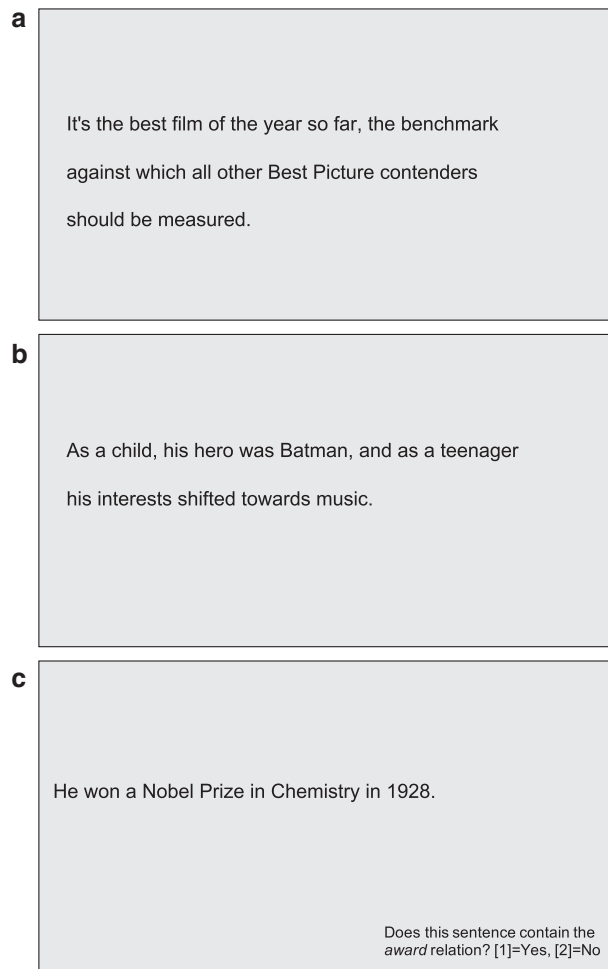 a
It's the best film of the year so far, the benchmark
against which all other Best Picture contenders
should be measured.
b
As a child, his hero was Batman, and as a teenager
his interests shifted towards music.
c
He won a Nobel Prize in Chemistry in 1928.
Does this sentence contain the
award relation? [1]=Yes, [2]=No